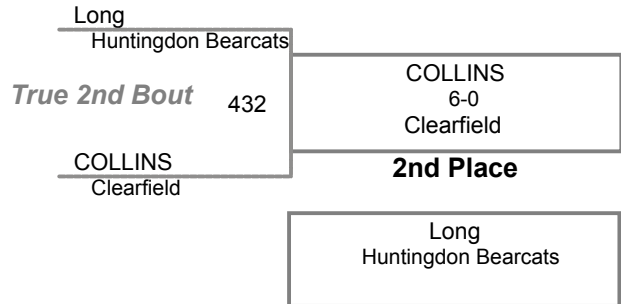 Long
Huntingdon Bearcats
True 2nd Bout 432
COLLINS
Clearfield
COLLINS
6-0
Clearfield
2nd Place
Long
Huntingdon Bearcats